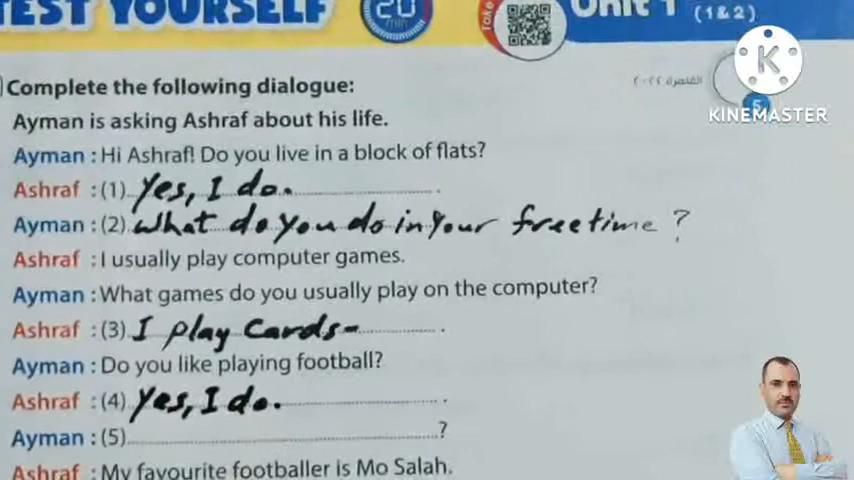 TEST YOURSELF
20
min
Take
Unit 1 (1 & 2)
KINEMASTER
5
Complete the following dialogue:
Ayman is asking Ashraf about his life.
Ayman : Hi Ashraf! Do you live in a block of flats?
Ashraf : (1) Yes, I do.
Ayman : (2) What do you do in your free time ?
Ashraf : I usually play computer games.
Ayman : What games do you usually play on the computer?
Ashraf : (3) I play Cards-
Ayman : Do you like playing football?
Ashraf : (4) Yes, I do.
Ayman : (5) ?
Ashraf : My favourite footballer is Mo Salah.